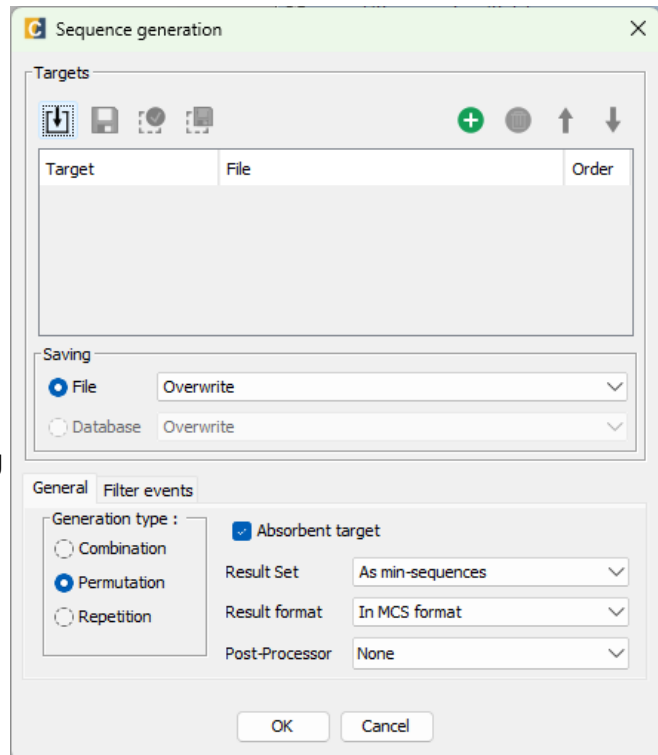 Sequence generation
Targets
Target File Order
Saving
File Overwrite
Database Overwrite
General Filter events
Generation type :
Combination
Permutation
Repetition
Absorbent target
Result Set As min-sequences
Result format In MCS format
Post-Processor None
OK Cancel